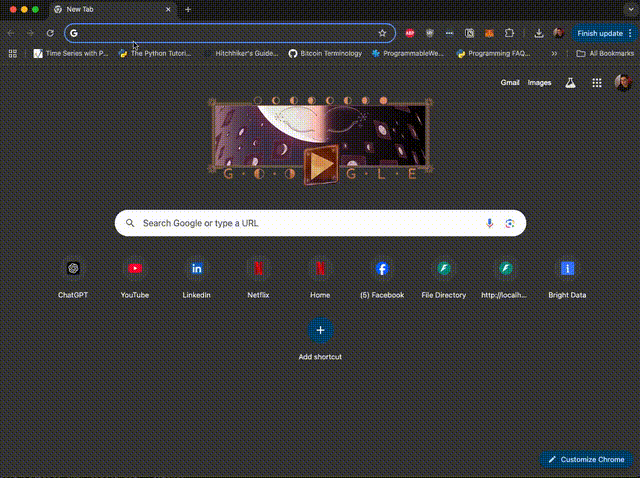 New Tab
Finish update
Time Series with P...
The Python Tutori...
Hitchhiker's Guide...
Bitcoin Terminology
ProgrammableWe...
Programming FAQ...
All Bookmarks
Gmail Images
G O O G L E
Search Google or type a URL
ChatGPT
YouTube
LinkedIn
Netflix
Home
(5) Facebook
File Directory
http://localh...
Bright Data
Add shortcut
Customize Chrome